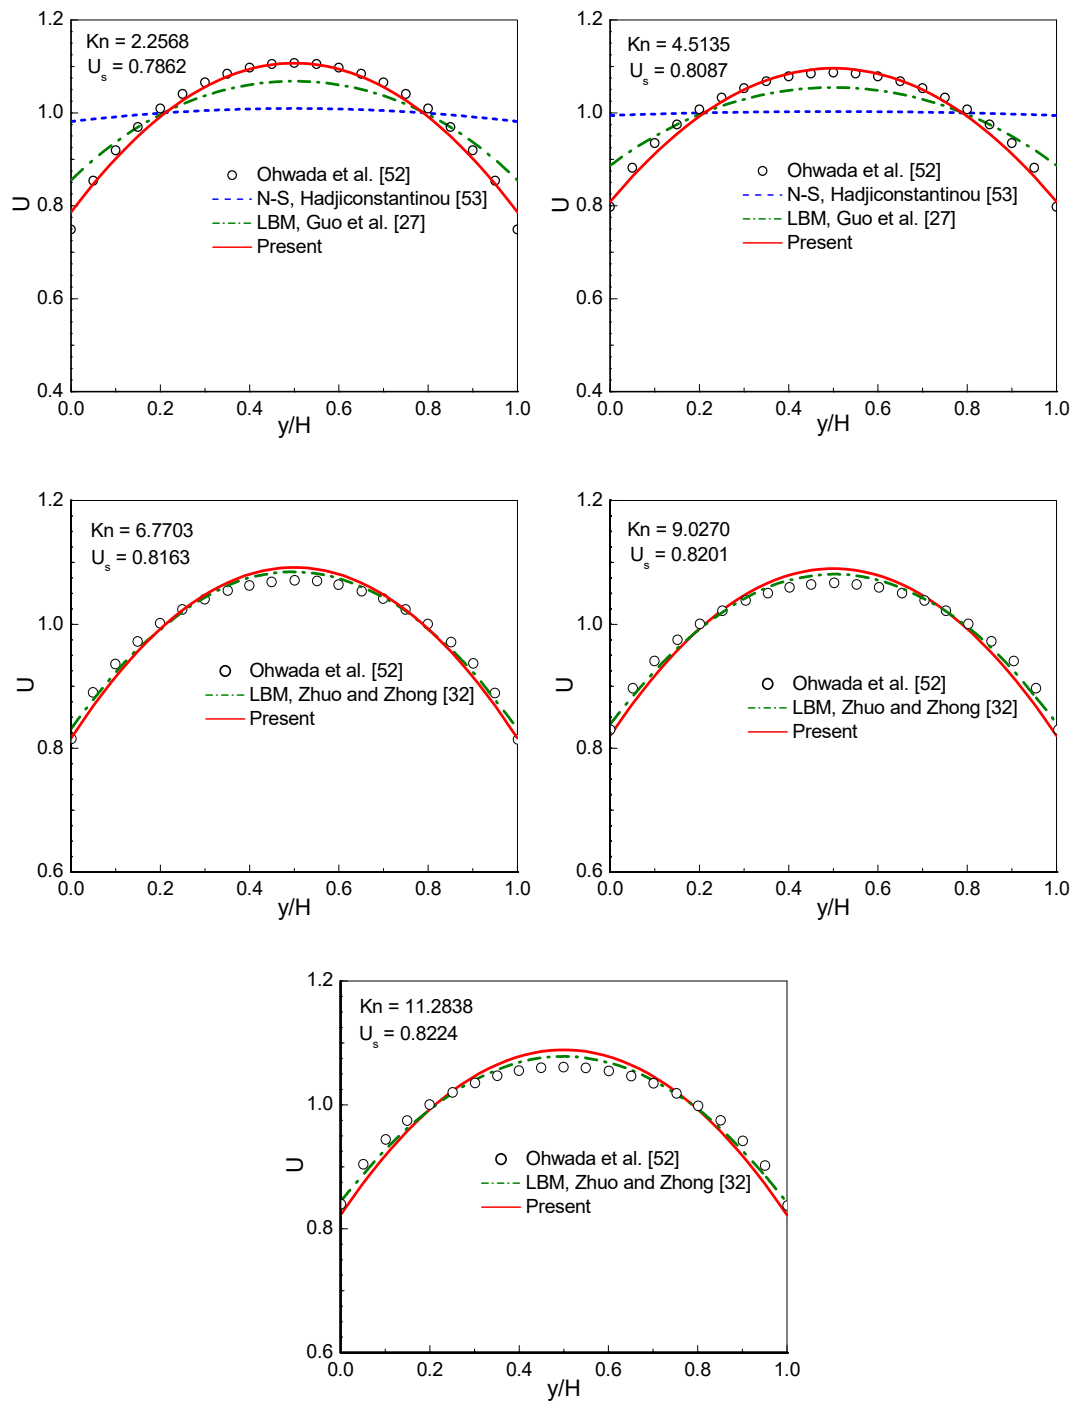 Kn = 2.2568
U_s = 0.7862
Ohwada et al. [52]
N-S, Hadjiconstantinou [53]
LBM, Guo et al. [27]
Present
1.2
1.0
0.8
0.6
0.4
U
0.0 0.2 0.4 0.6 0.8 1.0
y/H
Kn = 4.5135
U_s = 0.8087
Ohwada et al. [52]
N-S, Hadjiconstantinou [53]
LBM, Guo et al. [27]
Present
1.2
1.0
0.8
0.6
0.4
U
0.0 0.2 0.4 0.6 0.8 1.0
y/H
Kn = 6.7703
U_s = 0.8163
Ohwada et al. [52]
LBM, Zhuo and Zhong [32]
Present
1.2
1.0
0.8
0.6
U
0.0 0.2 0.4 0.6 0.8 1.0
y/H
Kn = 9.0270
U_s = 0.8201
Ohwada et al. [52]
LBM, Zhuo and Zhong [32]
Present
1.2
1.0
0.8
0.6
U
0.0 0.2 0.4 0.6 0.8 1.0
y/H
Kn = 11.2838
U_s = 0.8224
Ohwada et al. [52]
LBM, Zhuo and Zhong [32]
Present
1.2
1.0
0.8
0.6
U
0.0 0.2 0.4 0.6 0.8 1.0
y/H